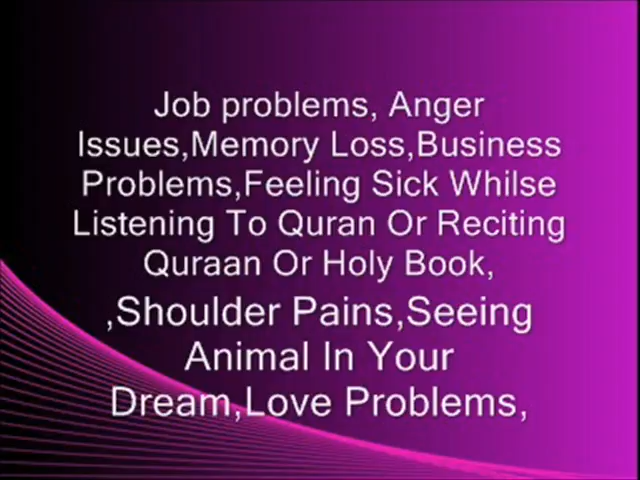 Job problems, Anger
Issues,Memory Loss,Business
Problems,Feeling Sick Whilse
Listening To Quran Or Reciting
Quraan Or Holy Book,
,Shoulder Pains,Seeing
Animal In Your
Dream,Love Problems,